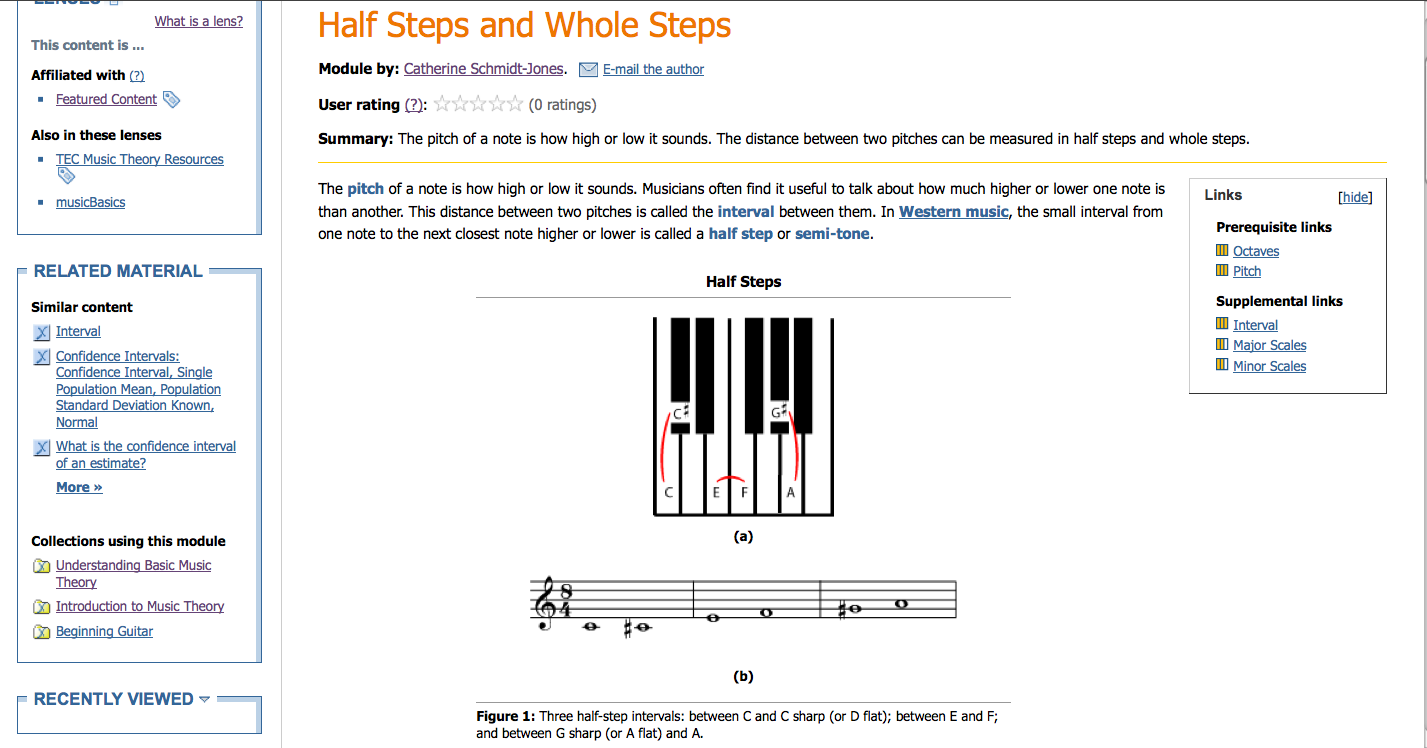 LENSES
What is a lens?
This content is ...
Affiliated with (?)
Featured Content
Also in these lenses
TEC Music Theory Resources
musicBasics
RELATED MATERIAL
Similar content
Interval
Confidence Intervals:
Confidence Interval, Single
Population Mean, Population
Standard Deviation Known,
Normal
What is the confidence interval
of an estimate?
More »
Collections using this module
Understanding Basic Music
Theory
Introduction to Music Theory
Beginning Guitar
RECENTLY VIEWED
Half Steps and Whole Steps
Module by: Catherine Schmidt-Jones. E-mail the author
User rating (?): (0 ratings)
Summary: The pitch of a note is how high or low it sounds. The distance between two pitches can be measured in half steps and whole steps.
The pitch of a note is how high or low it sounds. Musicians often find it useful to talk about how much higher or lower one note is
than another. This distance between two pitches is called the interval between them. In Western music, the small interval from
one note to the next closest note higher or lower is called a half step or semi-tone.
Half Steps
C♯ G♯
C E F A
(a)
8
4
(b)
Figure 1: Three half-step intervals: between C and C sharp (or D flat); between E and F;
and between G sharp (or A flat) and A.
Links [hide]
Prerequisite links
Octaves
Pitch
Supplemental links
Interval
Major Scales
Minor Scales